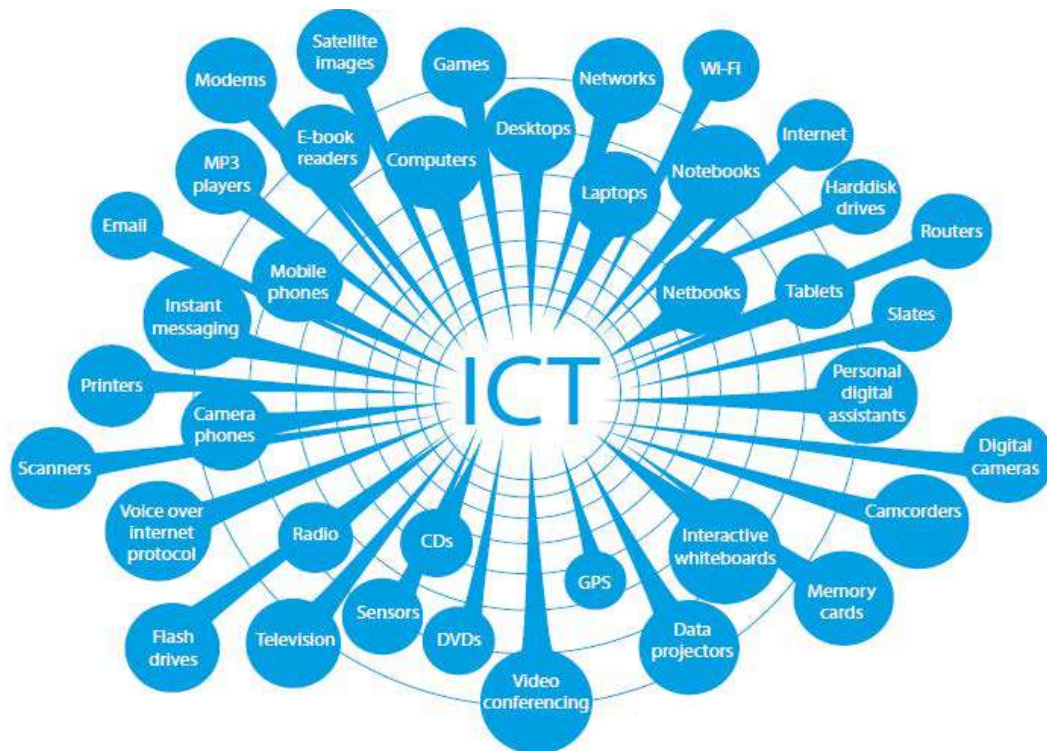 Satellite
images
Games
Networks
Wi-Fi
Modems
Desktops
Internet
E-book
readers
Computers
Notebooks
MP3
players
Laptops
Harddisk
drives
Email
Routers
Mobile
phones
Netbooks
Tablets
Instant
messaging
Slates
ICT
Printers
Personal
digital
assistants
Camera
phones
Scanners
Digital
cameras
Voice over
internet
protocol
Radio
CDs
Interactive
whiteboards
Camcorders
GPS
Memory
cards
Sensors
Flash
drives
Television
DVDs
Data
projectors
Video
conferencing